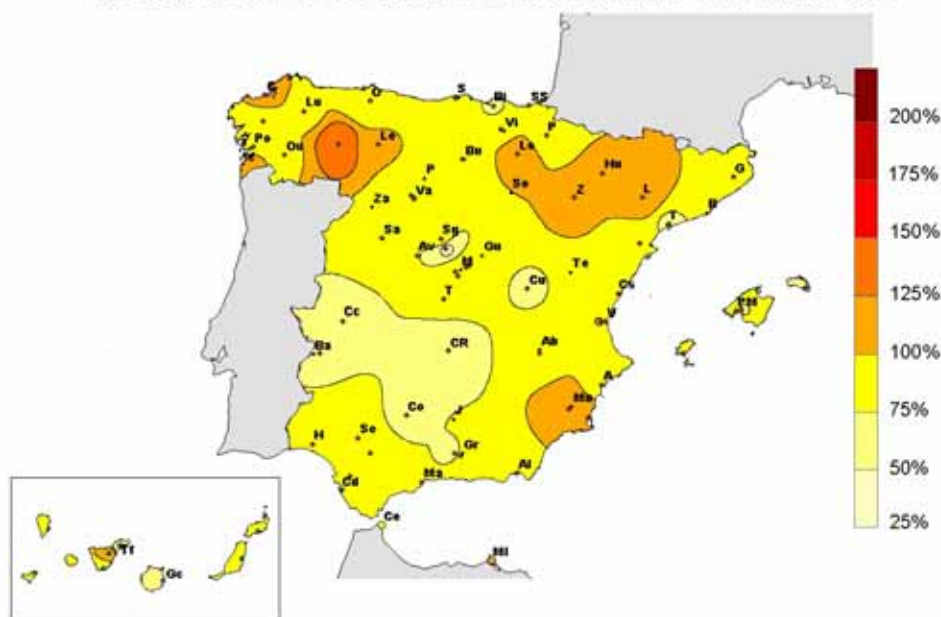 C
Lu
O
S
Bi
SS
Vi
P
Po
Ou
Le
Bu
Lo
Hu
G
P
Va
So
Z
L
B
Za
T
Sa
Sg
Av
Gu
M
Te
T
Cu
Cs
PM
Cc
V
Ba
CR
Ab
A
Co
J
Mu
H
Se
Gr
Al
Cd
Ma
Ce
Ml
Tf
Gc
200%
175%
150%
125%
100%
75%
50%
25%